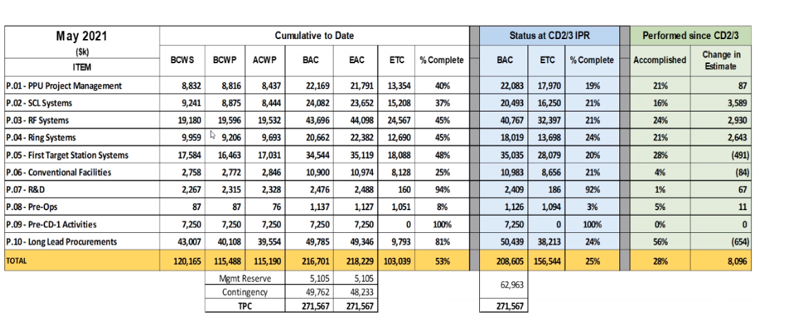 May 2021 Cumulative to Date Status at CD2/3 IPR Performed since CD2/3
($k)
ITEM BCWS BCWP ACWP BAC EAC ETC % Complete BAC ETC % Complete Accomplished Change in Estimate
P.01 - PPU Project Management 8,832 8,816 8,437 22,169 21,791 13,354 40% 22,083 17,970 19% 21% 87
P.02 - SCL Systems 9,241 8,875 8,444 24,082 23,652 15,208 37% 20,493 16,250 21% 16% 3,589
P.03 - RF Systems 19,180 19,596 19,532 43,696 44,098 24,567 45% 40,767 32,397 21% 24% 2,930
P.04 - Ring Systems 9,959 9,206 9,693 20,662 22,382 12,690 45% 18,019 13,698 24% 21% 2,643
P.05 - First Target Station Systems 17,584 16,463 17,031 34,544 35,119 18,088 48% 35,035 28,079 20% 28% (491)
P.06 - Conventional Facilities 2,758 2,772 2,846 10,900 10,974 8,128 25% 10,983 8,656 21% 4% (84)
P.07 - R&D 2,267 2,315 2,328 2,476 2,488 160 94% 2,409 186 92% 1% 67
P.08 - Pre-Ops 87 87 76 1,137 1,127 1,051 8% 1,126 1,094 3% 5% 11
P.09 - Pre-CD-1 Activities 7,250 7,250 7,250 7,250 7,250 0 100% 7,250 0 100% 0% 0
P.10 - Long Lead Procurements 43,007 40,108 39,554 49,785 49,346 9,793 81% 50,439 38,213 24% 56% (654)
TOTAL 120,165 115,488 115,190 216,701 218,229 103,039 53% 208,605 156,544 25% 28% 8,096
Mgmt Reserve 5,105 5,105
Contingency 49,762 48,233 62,963
TPC 271,567 271,567 271,567